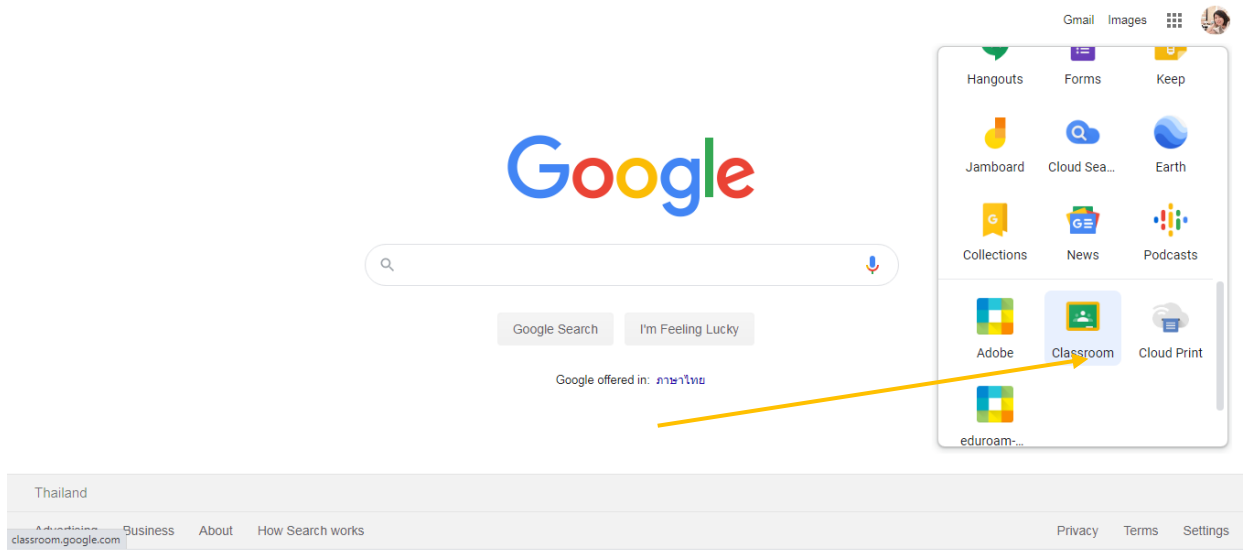 Gmail Images
Hangouts Forms Keep
Jamboard Cloud Sea... Earth
Google
Collections News Podcasts
Google Search I'm Feeling Lucky
Adobe Classroom Cloud Print
Google offered in: ภาษาไทย
eduroam-...
Thailand
Advertising Business About How Search works Privacy Terms Settings
classroom.google.com